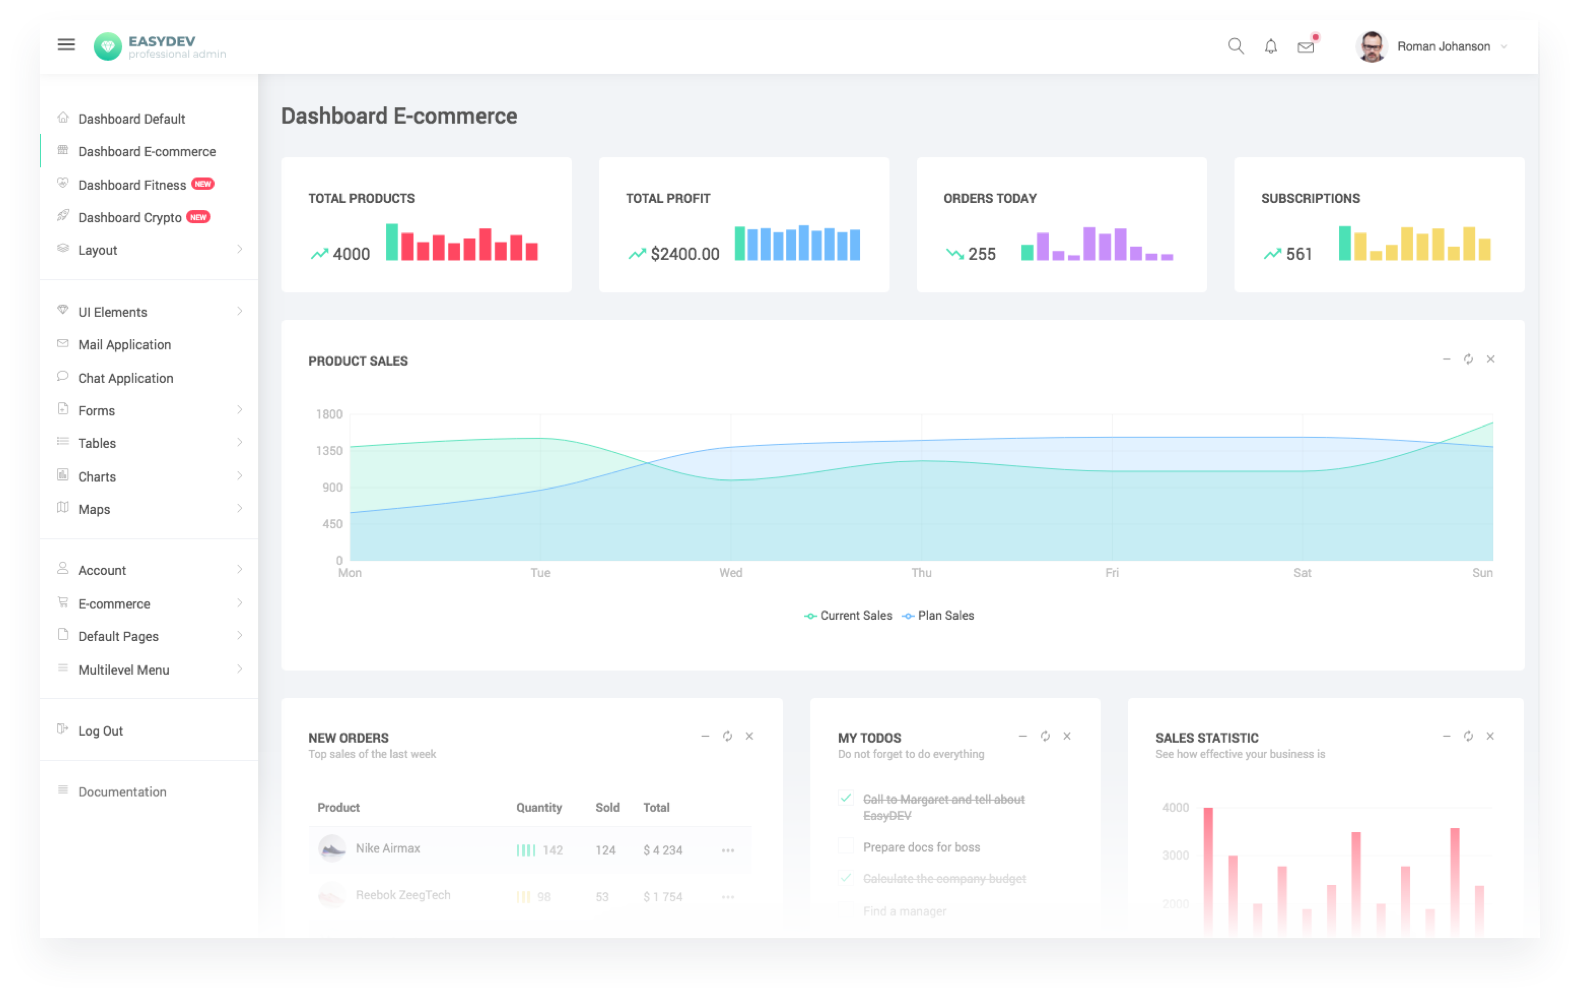 EASYDEV
professional admin
Roman Johanson
Dashboard Default
Dashboard E-commerce
Dashboard Fitness NEW
Dashboard Crypto NEW
Layout
UI Elements
Mail Application
Chat Application
Forms
Tables
Charts
Maps
Account
E-commerce
Default Pages
Multilevel Menu
Log Out
Documentation
Dashboard E-commerce
TOTAL PRODUCTS
4000
TOTAL PROFIT
$2400.00
ORDERS TODAY
255
SUBSCRIPTIONS
561
PRODUCT SALES
1800
1350
900
450
0
Mon Tue Wed Thu Fri Sat Sun
Current Sales Plan Sales
NEW ORDERS
Top sales of the last week
Product Quantity Sold Total
Nike Airmax 142 124 $ 4 234
Reebok ZeegTech 98 53 $ 1 754
MY TODOS
Do not forget to do everything
Call to Margaret and tell about
EasyDEV
Prepare docs for boss
Calculate the company budget
Find a manager
SALES STATISTIC
See how effective your business is
4000
3000
2000